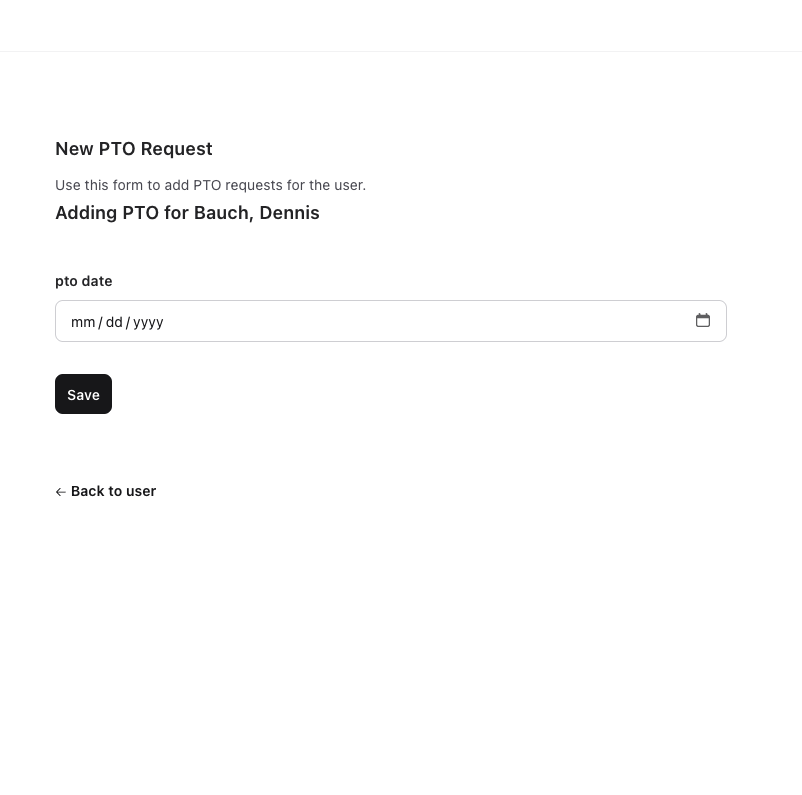 New PTO Request
Use this form to add PTO requests for the user.
Adding PTO for Bauch, Dennis
pto date
mm/dd/yyyy
Save
← Back to user